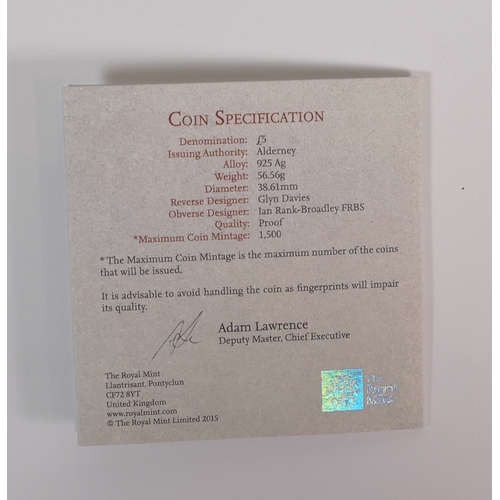 COIN SPECIFICATION
Denomination: £5
Issuing Authority: Alderney
Alloy: 925 Ag
Weight: 56.56g
Diameter: 38.61mm
Reverse Designer: Glyn Davies
Obverse Designer: Ian Rank-Broadley FRBS
Quality: Proof
*Maximum Coin Mintage: 1,500
* The Maximum Coin Mintage is the maximum number of the coins
that will be issued.
It is advisable to avoid handling the coin as fingerprints will impair
its quality.
Adam Lawrence
Deputy Master, Chief Executive
The Royal Mint
Llantrisant, Pontyclun
CF72 8YT
United Kingdom
www.royalmint.com
© The Royal Mint Limited 2015
The
Royal
Mint